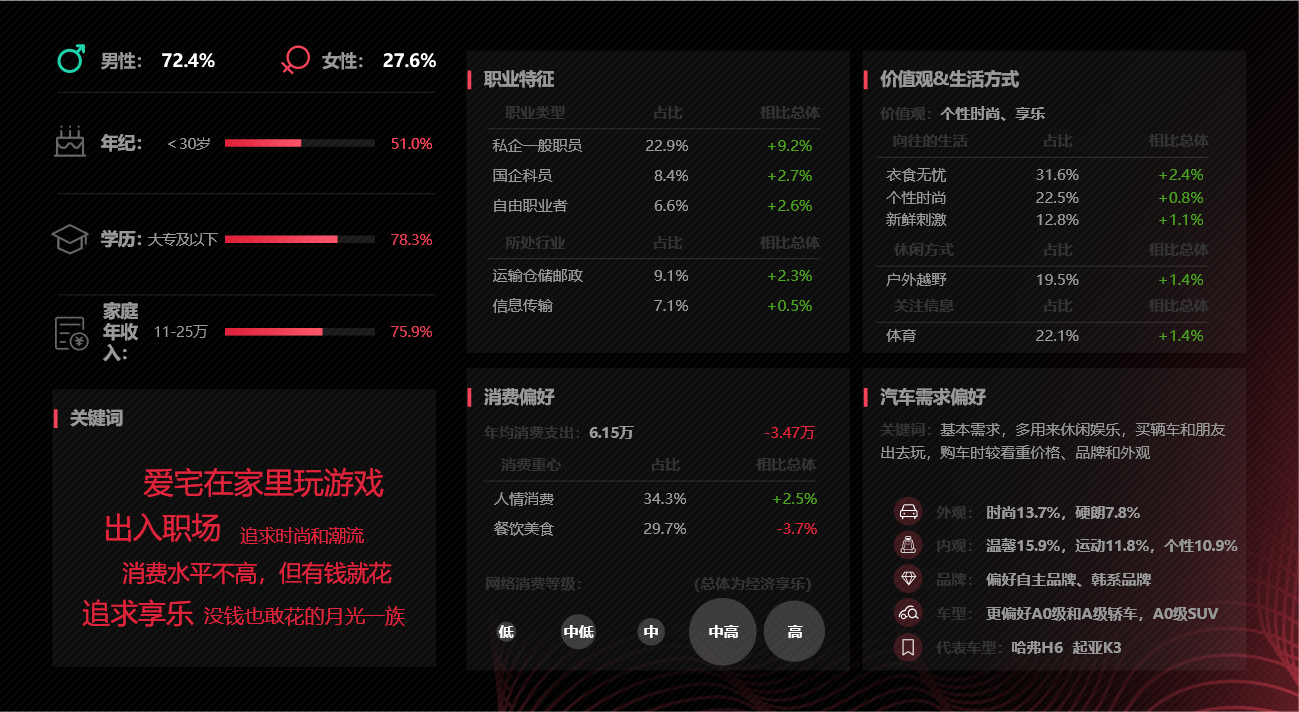 男性： 72.4% 女性： 27.6%
年纪： ＜30岁 51.0%
学历： 大专及以下 78.3%
家庭
年收
入：
11-25万 75.9%
关键词
爱宅在家里玩游戏
出入职场 追求时尚和潮流
消费水平不高，但有钱就花
追求享乐 没钱也敢花的月光一族
职业特征
职业类型 占比 相比总体
私企一般职员 22.9% +9.2%
国企科员 8.4% +2.7%
自由职业者 6.6% +2.6%
所处行业 占比 相比总体
运输仓储邮政 9.1% +2.3%
信息传输 7.1% +0.5%
价值观&生活方式
价值观：个性时尚、享乐
向往的生活 占比 相比总体
衣食无忧 31.6% +2.4%
个性时尚 22.5% +0.8%
新鲜刺激 12.8% +1.1%
休闲方式 占比 相比总体
户外越野 19.5% +1.4%
关注信息 占比 相比总体
体育 22.1% +1.4%
消费偏好
年均消费支出：6.15万 -3.47万
消费重心 占比 相比总体
人情消费 34.3% +2.5%
餐饮美食 29.7% -3.7%
网络消费等级： (总体为经济享乐)
低 中低 中 中高 高
汽车需求偏好
关键词：基本需求，多用来休闲娱乐，买辆车和朋友
出去玩，购车时较看重价格、品牌和外观
外观： 时尚13.7%，硬朗7.8%
内观： 温馨15.9%，运动11.8%，个性10.9%
品牌： 偏好自主品牌、韩系品牌
车型： 更偏好A0级和A级轿车，A0级SUV
代表车型：哈弗H6 起亚K3